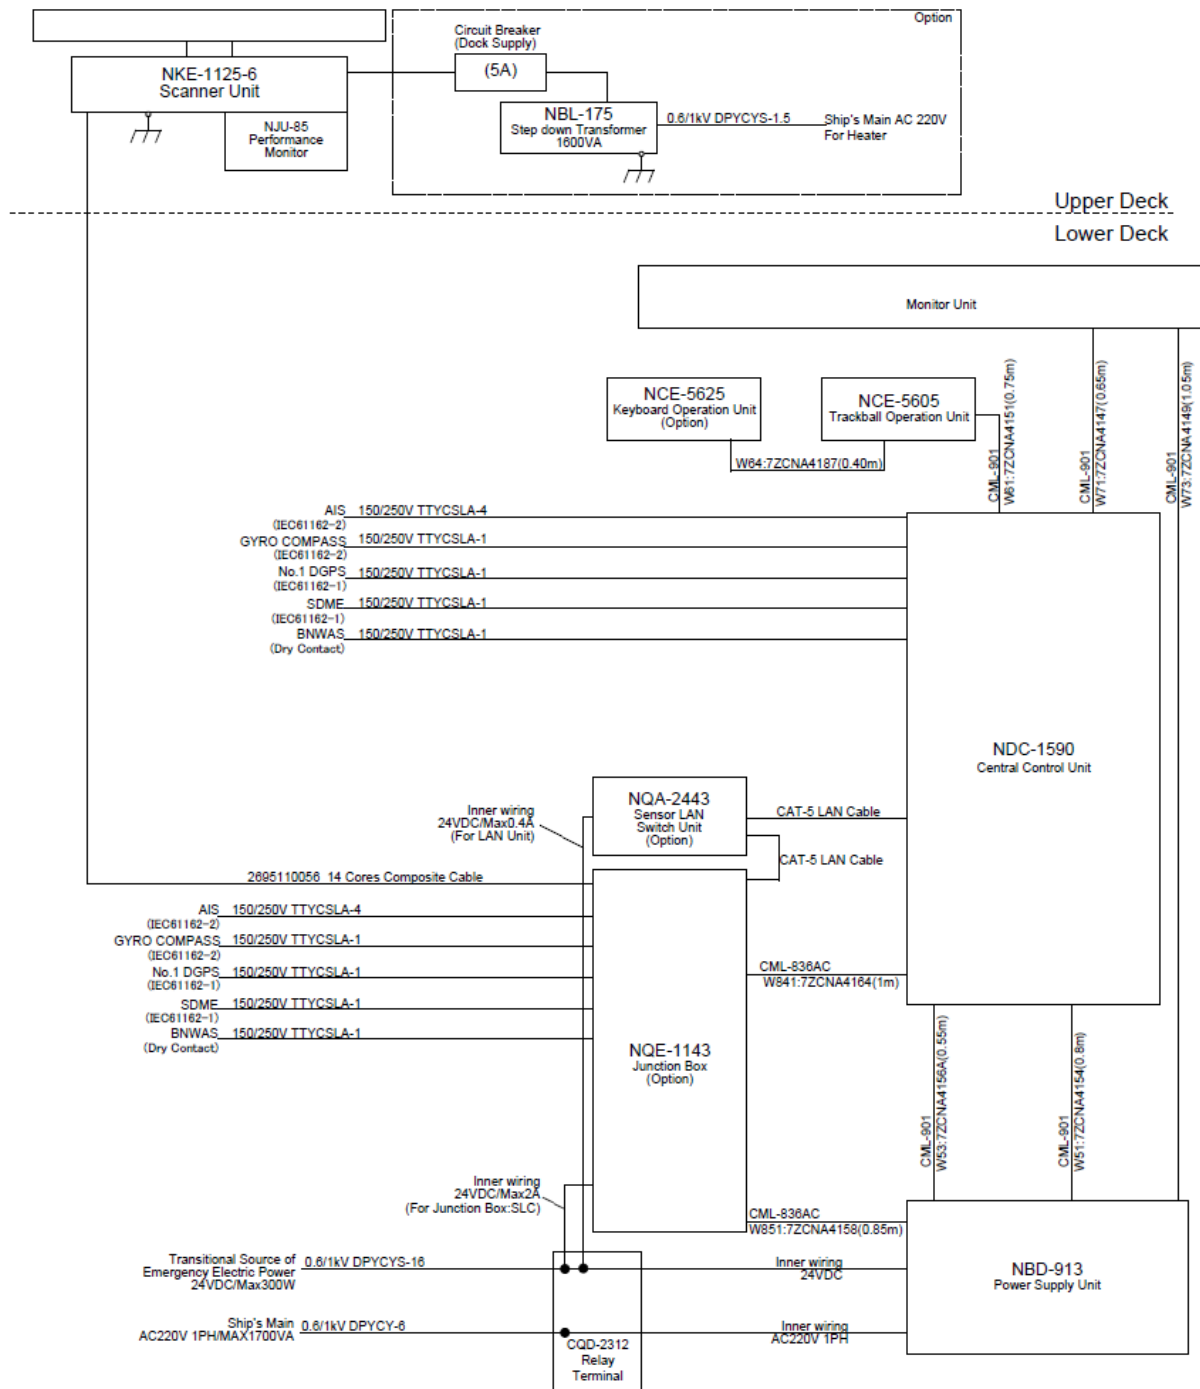 Option
Circuit Breaker
(Dock Supply)
(5A)
NKE-1125-6
Scanner Unit
NJU-85
Performance
Monitor
NBL-175
Step down Transformer
1600VA
0.6/1kV DPYCYS-1.5
Ship's Main AC 220V
For Heater
Upper Deck
Lower Deck
Monitor Unit
NCE-5625
Keyboard Operation Unit
(Option)
NCE-5605
Trackball Operation Unit
W64:7ZCNA4187(0.40m)
CML-901
W61:7ZCNA4151(0.75m)
CML-901
W71:7ZCNA4147(0.65m)
CML-901
W73:7ZCNA4149(1.05m)
AIS 150/250V TTYCSLA-4
(IEC61162-2)
GYRO COMPASS 150/250V TTYCSLA-1
(IEC61162-2)
No.1 DGPS 150/250V TTYCSLA-1
(IEC61162-1)
SDME 150/250V TTYCSLA-1
(IEC61162-1)
BNWAS 150/250V TTYCSLA-1
(Dry Contact)
NDC-1590
Central Control Unit
Inner wiring
24VDC/Max0.4A
(For LAN Unit)
NQA-2443
Sensor LAN
Switch Unit
(Option)
CAT-5 LAN Cable
CAT-5 LAN Cable
2695110056 14 Cores Composite Cable
AIS 150/250V TTYCSLA-4
(IEC61162-2)
GYRO COMPASS 150/250V TTYCSLA-1
(IEC61162-2)
No.1 DGPS 150/250V TTYCSLA-1
(IEC61162-1)
SDME 150/250V TTYCSLA-1
(IEC61162-1)
BNWAS 150/250V TTYCSLA-1
(Dry Contact)
CML-836AC
W841:7ZCNA4164(1m)
NQE-1143
Junction Box
(Option)
CML-901
W53:7ZCNA4156A(0.55m)
CML-901
W51:7ZCNA4154(0.8m)
Inner wiring
24VDC/Max2A
(For Junction Box:SLC)
CML-836AC
W851:7ZCNA4158(0.85m)
Transitional Source of
Emergency Electric Power
24VDC/Max300W
0.6/1kV DPYCYS-16
Inner wiring
24VDC
NBD-913
Power Supply Unit
Ship's Main
AC220V 1PH/MAX1700VA
0.6/1kV DPYCY-6
Inner wiring
AC220V 1PH
CQD-2312
Relay
Terminal